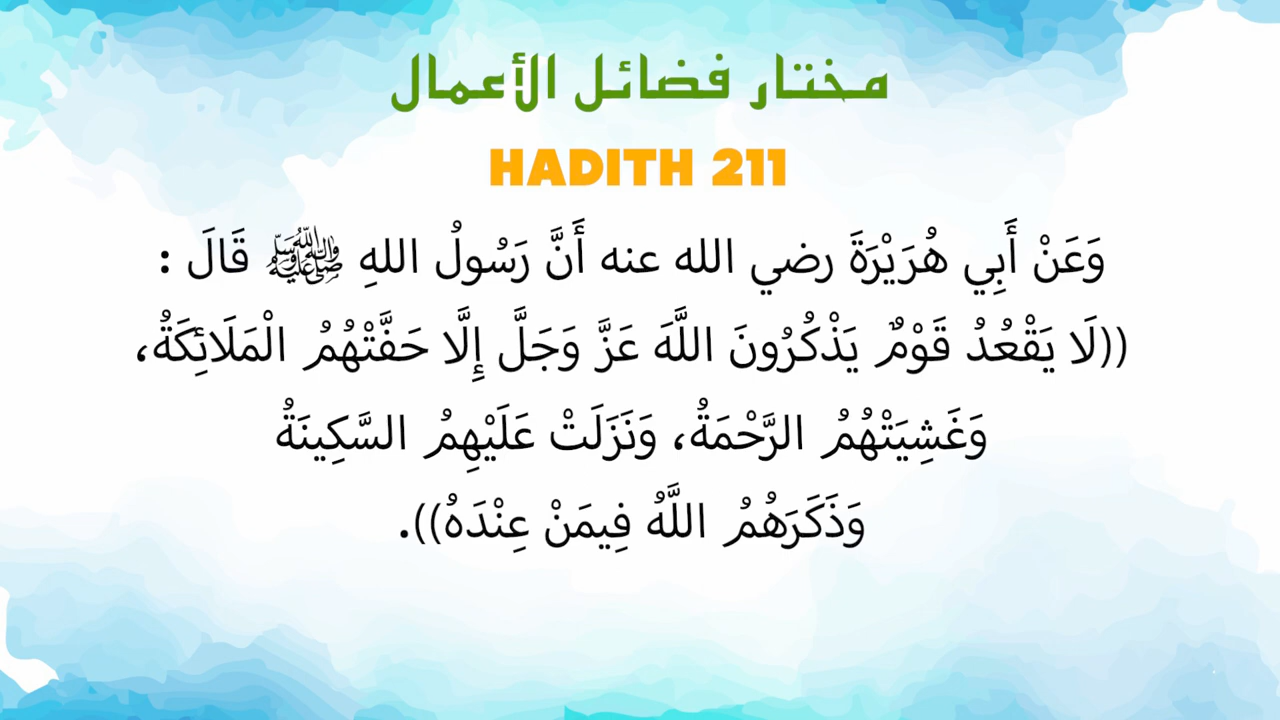 مختار فضائل الأعمال
HADITH 211
وَعَنْ أَبِي هُرَيْرَةَ رضي الله عنه أَنَّ رَسُولُ اللهِ ﷺ قَالَ :
((لَا يَقْعُدُ قَوْمٌ يَذْكُرُونَ اللَّهَ عَزَّ وَجَلَّ إِلَّا حَفَّتْهُمُ الْمَلَائِكَةُ،
وَغَشِيَتْهُمُ الرَّحْمَةُ، وَنَزَلَتْ عَلَيْهِمُ السَّكِينَةُ
وَذَكَرَهُمُ اللَّهُ فِيمَنْ عِنْدَهُ)).